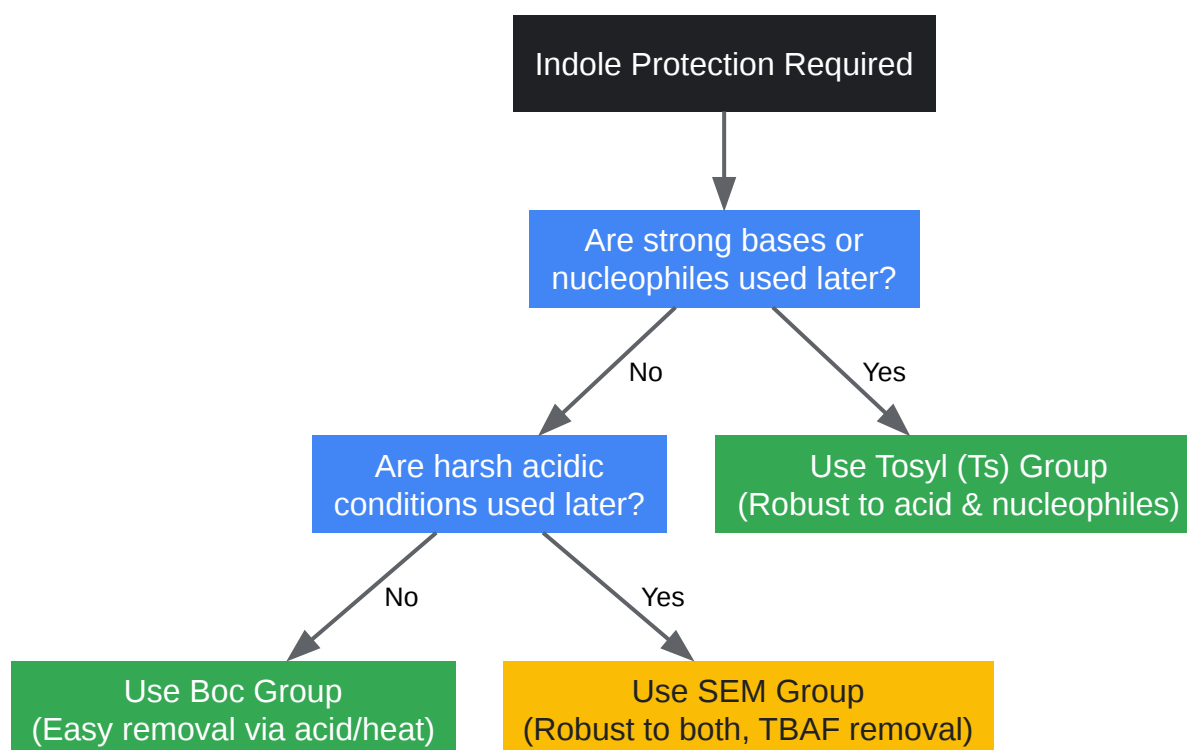 Indole Protection Required
Are strong bases or
nucleophiles used later?
No
Yes
Are harsh acidic
conditions used later?
Use Tosyl (Ts) Group
(Robust to acid & nucleophiles)
No
Yes
Use Boc Group
(Easy removal via acid/heat)
Use SEM Group
(Robust to both, TBAF removal)